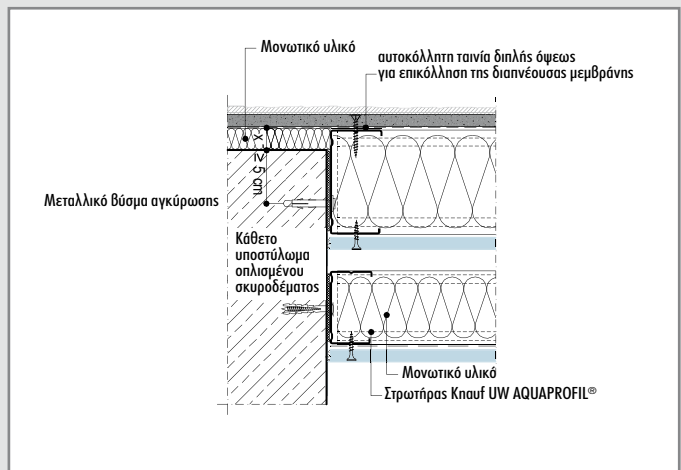 Μονωτικό υλικό
αυτοκόλλητη ταινία διπλής όψεως
για επικόλληση της διαπνέουσας μεμβράνης
x
≥ 5 cm
Μεταλλικό βύσμα αγκύρωσης
Κάθετο
υποστύλωμα
οπλισμένου
σκυροδέματος
Μονωτικό υλικό
Στρωτήρας Knauf UW AQUAPROFIL®